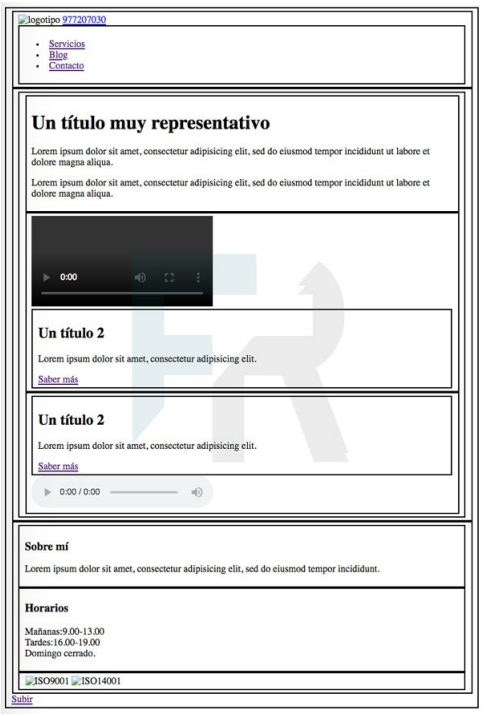 logotipo 977207030
Servicios
Blog
Contacto
Un título muy representativo
Lorem ipsum dolor sit amet, consectetur adipisicing elit, sed do eiusmod tempor incididunt ut labore et
dolore magna aliqua.
Lorem ipsum dolor sit amet, consectetur adipisicing elit, sed do eiusmod tempor incididunt ut labore et
dolore magna aliqua.
0:00
Un título 2
Lorem ipsum dolor sit amet, consectetur adipisicing elit.
Saber más
Un título 2
Lorem ipsum dolor sit amet, consectetur adipisicing elit.
Saber más
0:00 / 0:00
Sobre mí
Lorem ipsum dolor sit amet, consectetur adipisicing elit, sed do eiusmod tempor incididunt.
Horarios
Mañanas:9.00-13.00
Tardes:16.00-19.00
Domingo cerrado.
ISO9001 ISO14001
Subir
FR